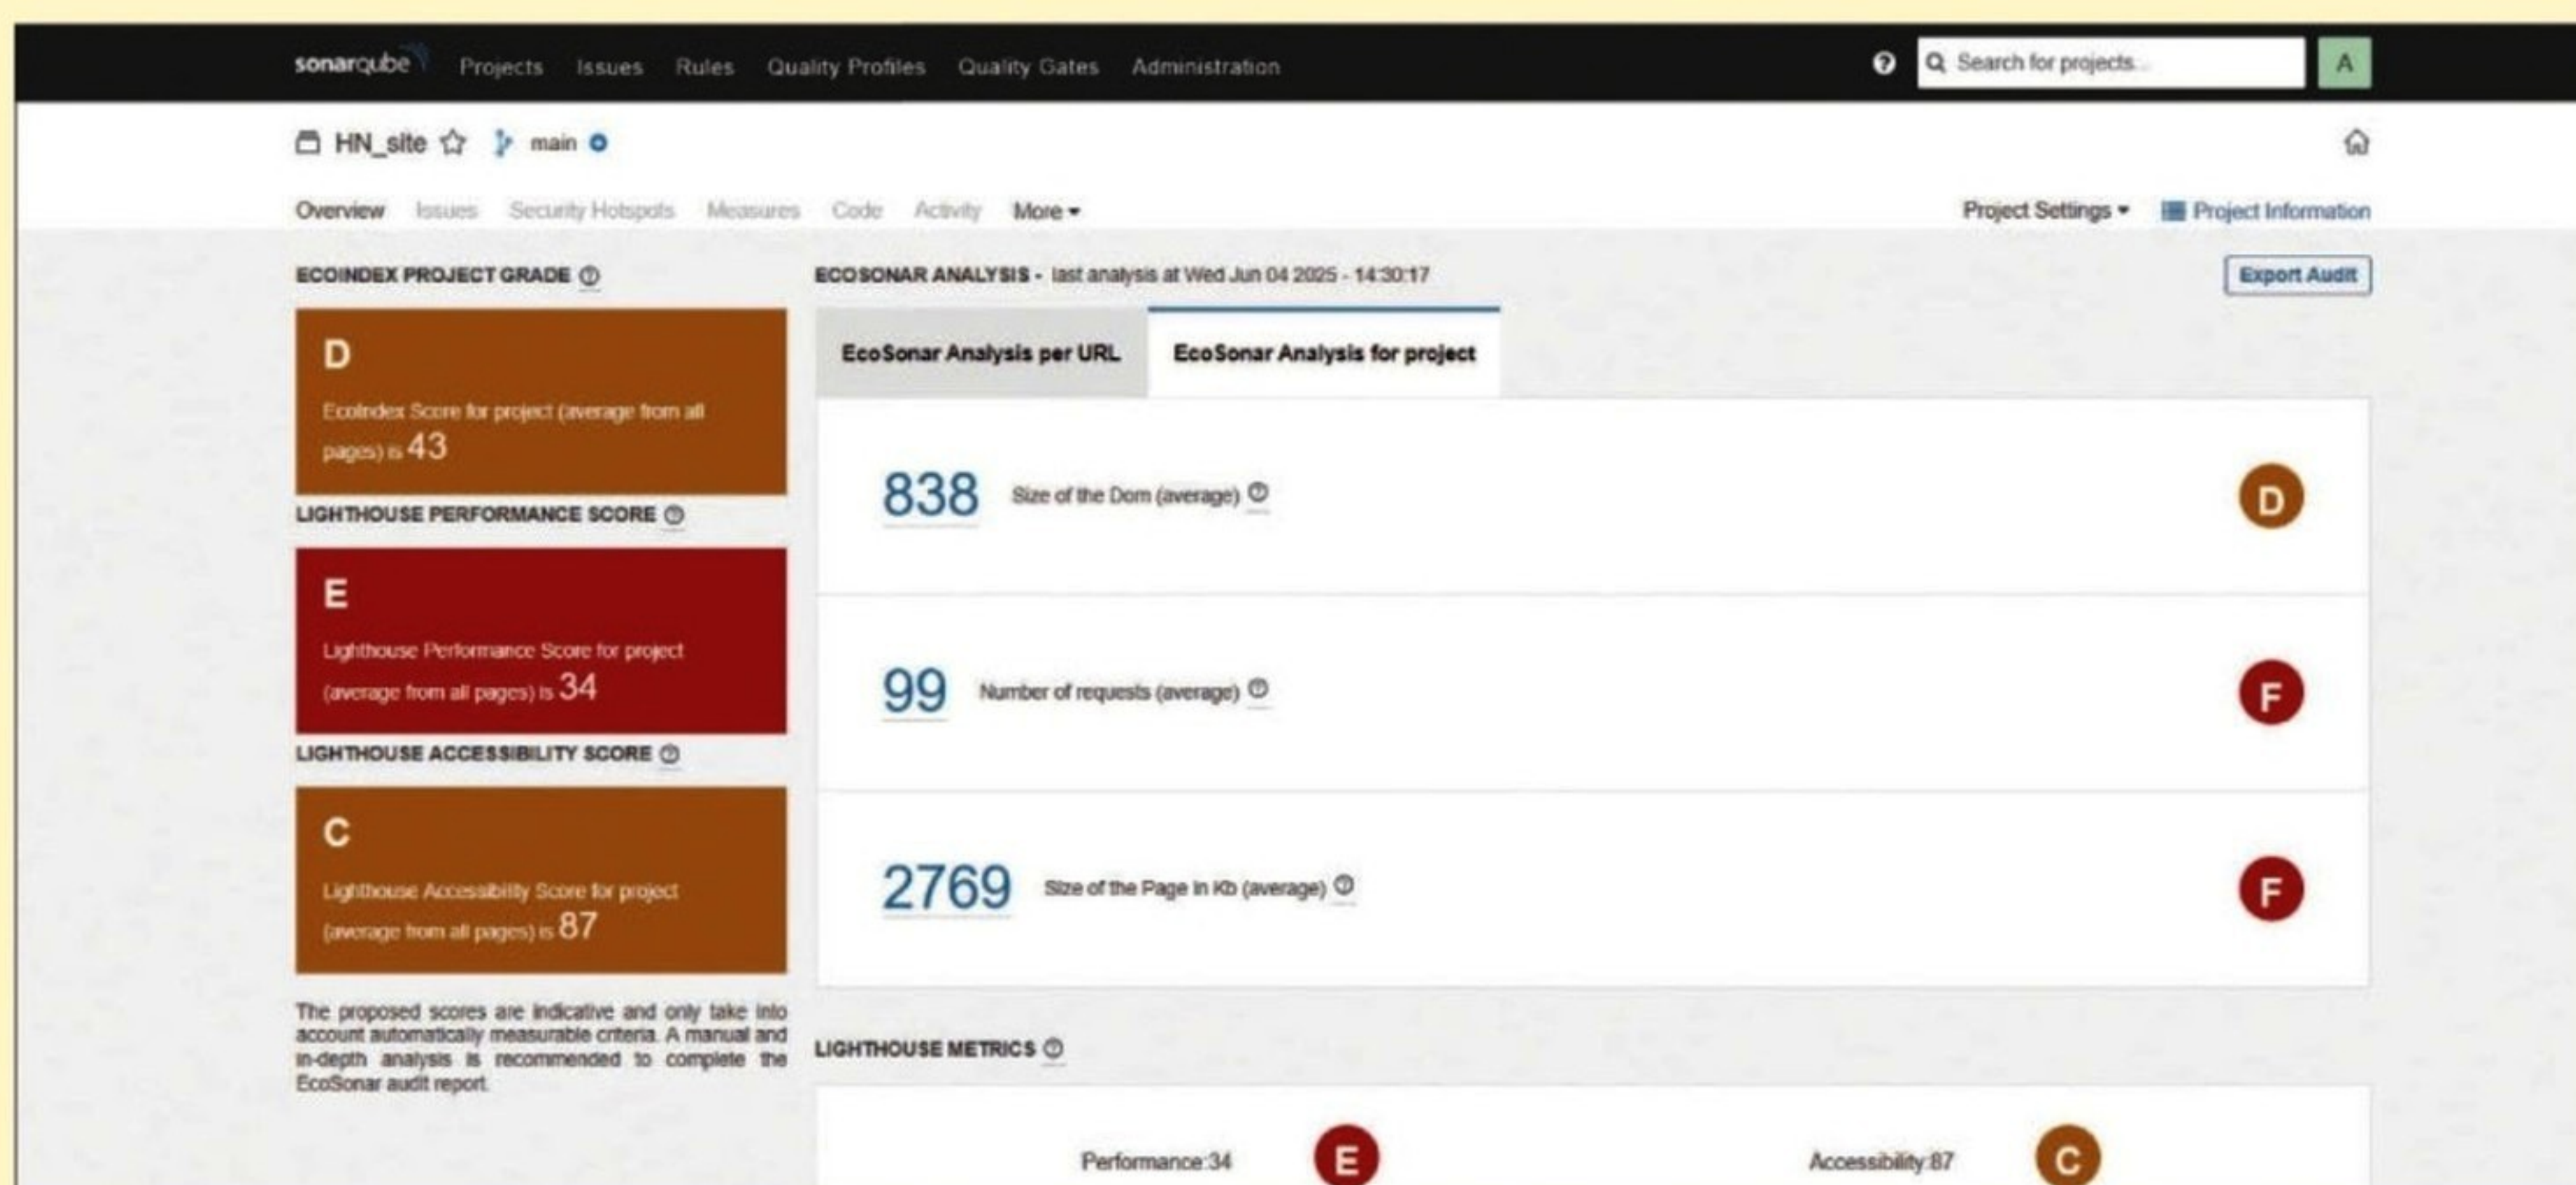 sonarqube Projects Issues Rules Quality Profiles Quality Gates Administration ? Search for projects... A
HN_site main
Overview Issues Security Hotspots Measures Code Activity More Project Settings Project Information
ECOINDEX PROJECT GRADE ?
D
EcoIndex Score for project (average from all
pages) is 43
LIGHTHOUSE PERFORMANCE SCORE ?
E
Lighthouse Performance Score for project
(average from all pages) is 34
LIGHTHOUSE ACCESSIBILITY SCORE ?
C
Lighthouse Accessibility Score for project
(average from all pages) is 87
The proposed scores are indicative and only take into
account automatically measurable criteria. A manual and
in-depth analysis is recommended to complete the
EcoSonar audit report.
ECOSONAR ANALYSIS - last analysis at Wed Jun 04 2025 - 14:30:17 Export Audit
EcoSonar Analysis per URL EcoSonar Analysis for project
838 Size of the Dom (average) ? D
99 Number of requests (average) ? F
2769 Size of the Page in Kb (average) ? F
LIGHTHOUSE METRICS ?
Performance:34 E Accessibility:87 C